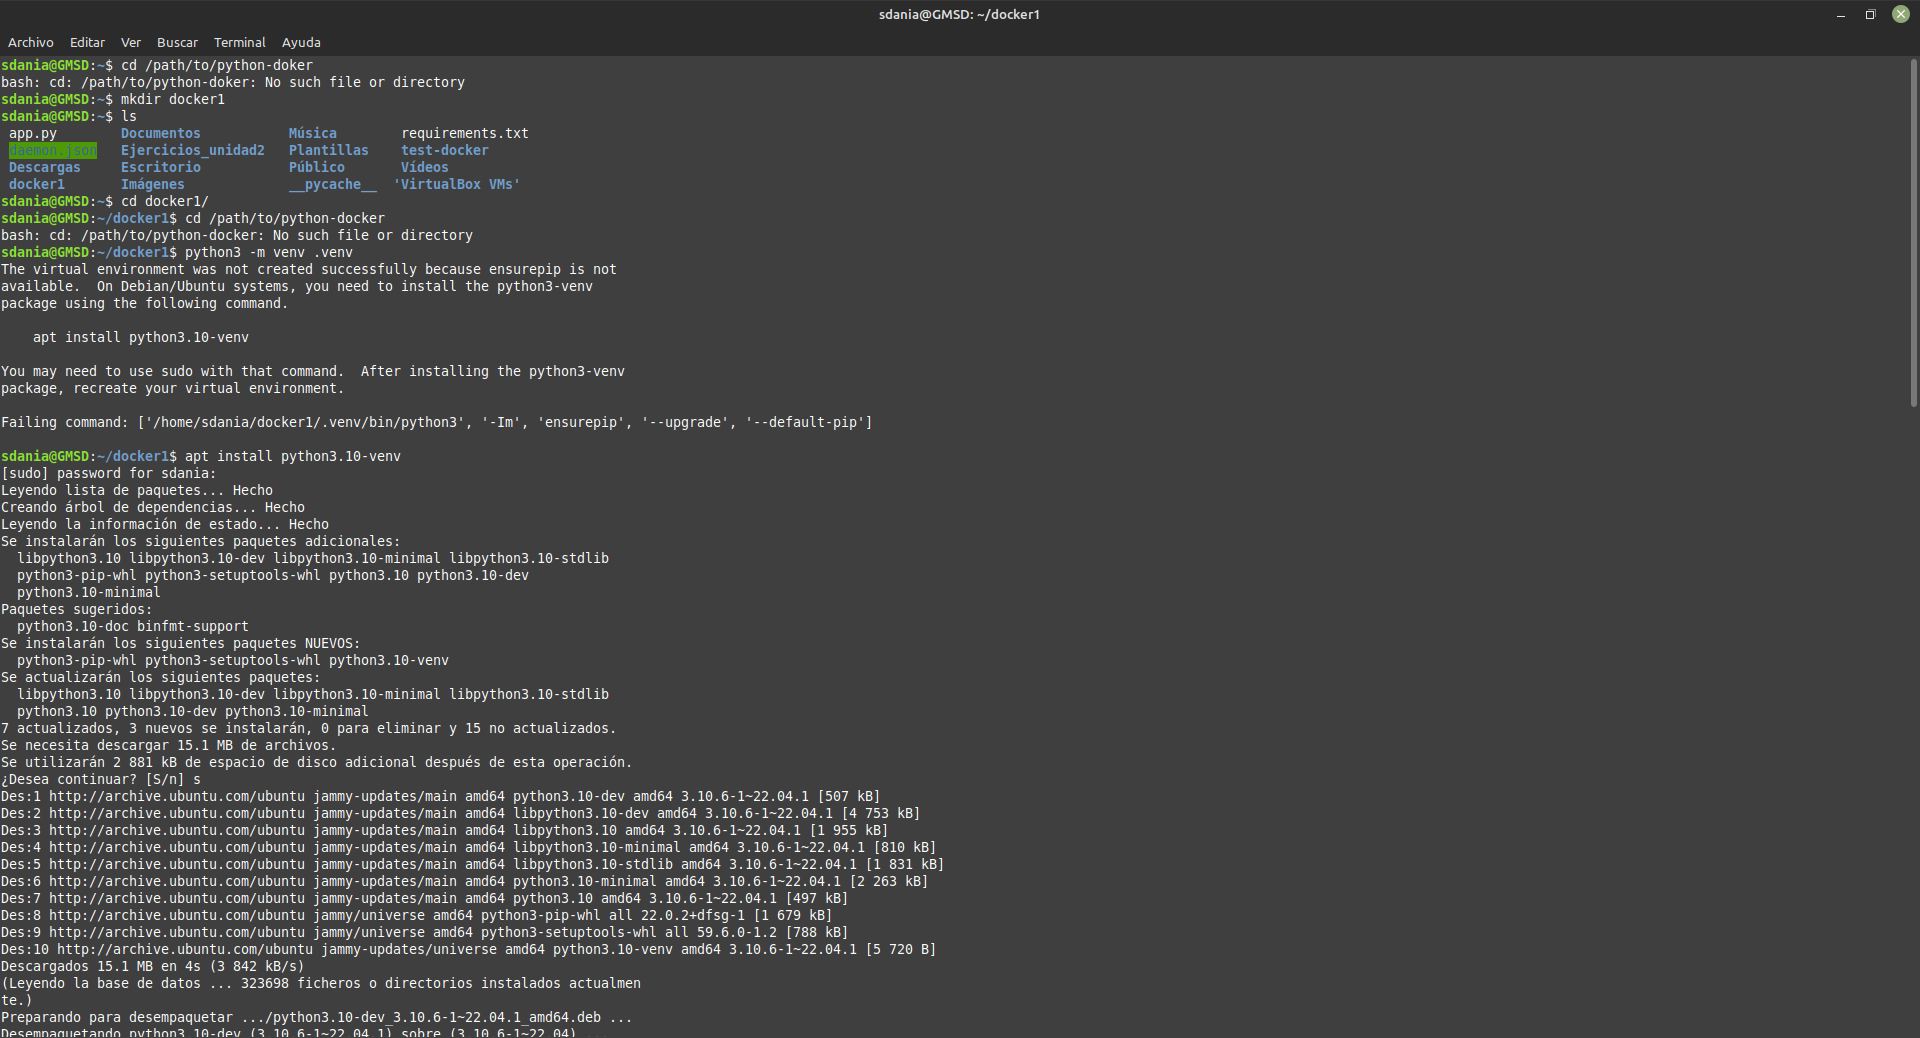 sdania@GMSD: ~/docker1
Archivo Editar Ver Buscar Terminal Ayuda
sdania@GMSD:~$ cd /path/to/python-doker
bash: cd: /path/to/python-doker: No such file or directory
sdania@GMSD:~$ mkdir docker1
sdania@GMSD:~$ ls
app.py Documentos Música requirements.txt
daemon.json Ejercicios_unidad2 Plantillas test-docker
Descargas Escritorio Público Vídeos
docker1 Imágenes __pycache__ 'VirtualBox VMs'
sdania@GMSD:~$ cd docker1/
sdania@GMSD:~/docker1$ cd /path/to/python-docker
bash: cd: /path/to/python-docker: No such file or directory
sdania@GMSD:~/docker1$ python3 -m venv .venv
The virtual environment was not created successfully because ensurepip is not
available.  On Debian/Ubuntu systems, you need to install the python3-venv
package using the following command.
    apt install python3.10-venv
You may need to use sudo with that command.  After installing the python3-venv
package, recreate your virtual environment.
Failing command: ['/home/sdania/docker1/.venv/bin/python3', '-Im', 'ensurepip', '--upgrade', '--default-pip']
sdania@GMSD:~/docker1$ apt install python3.10-venv
[sudo] password for sdania:
Leyendo lista de paquetes... Hecho
Creando árbol de dependencias... Hecho
Leyendo la información de estado... Hecho
Se instalarán los siguientes paquetes adicionales:
  libpython3.10 libpython3.10-dev libpython3.10-minimal libpython3.10-stdlib
  python3-pip-whl python3-setuptools-whl python3.10 python3.10-dev
  python3.10-minimal
Paquetes sugeridos:
  python3.10-doc binfmt-support
Se instalarán los siguientes paquetes NUEVOS:
  python3-pip-whl python3-setuptools-whl python3.10-venv
Se actualizarán los siguientes paquetes:
  libpython3.10 libpython3.10-dev libpython3.10-minimal libpython3.10-stdlib
  python3.10 python3.10-dev python3.10-minimal
7 actualizados, 3 nuevos se instalarán, 0 para eliminar y 15 no actualizados.
Se necesita descargar 15.1 MB de archivos.
Se utilizarán 2 881 kB de espacio de disco adicional después de esta operación.
¿Desea continuar? [S/n] s
Des:1 http://archive.ubuntu.com/ubuntu jammy-updates/main amd64 python3.10-dev amd64 3.10.6-1~22.04.1 [507 kB]
Des:2 http://archive.ubuntu.com/ubuntu jammy-updates/main amd64 libpython3.10-dev amd64 3.10.6-1~22.04.1 [4 753 kB]
Des:3 http://archive.ubuntu.com/ubuntu jammy-updates/main amd64 libpython3.10 amd64 3.10.6-1~22.04.1 [1 955 kB]
Des:4 http://archive.ubuntu.com/ubuntu jammy-updates/main amd64 libpython3.10-minimal amd64 3.10.6-1~22.04.1 [810 kB]
Des:5 http://archive.ubuntu.com/ubuntu jammy-updates/main amd64 libpython3.10-stdlib amd64 3.10.6-1~22.04.1 [1 831 kB]
Des:6 http://archive.ubuntu.com/ubuntu jammy-updates/main amd64 python3.10-minimal amd64 3.10.6-1~22.04.1 [2 263 kB]
Des:7 http://archive.ubuntu.com/ubuntu jammy-updates/main amd64 python3.10 amd64 3.10.6-1~22.04.1 [497 kB]
Des:8 http://archive.ubuntu.com/ubuntu jammy/universe amd64 python3-pip-whl all 22.0.2+dfsg-1 [1 679 kB]
Des:9 http://archive.ubuntu.com/ubuntu jammy/universe amd64 python3-setuptools-whl all 59.6.0-1.2 [788 kB]
Des:10 http://archive.ubuntu.com/ubuntu jammy-updates/universe amd64 python3.10-venv amd64 3.10.6-1~22.04.1 [5 720 B]
Descargados 15.1 MB en 4s (3 842 kB/s)
(Leyendo la base de datos ... 323698 ficheros o directorios instalados actualmen
te.)
Preparando para desempaquetar .../python3.10-dev_3.10.6-1~22.04.1_amd64.deb ...
Desempaquetando python3.10-dev (3.10.6-1~22.04.1) sobre (3.10.6-1~22.04) ...